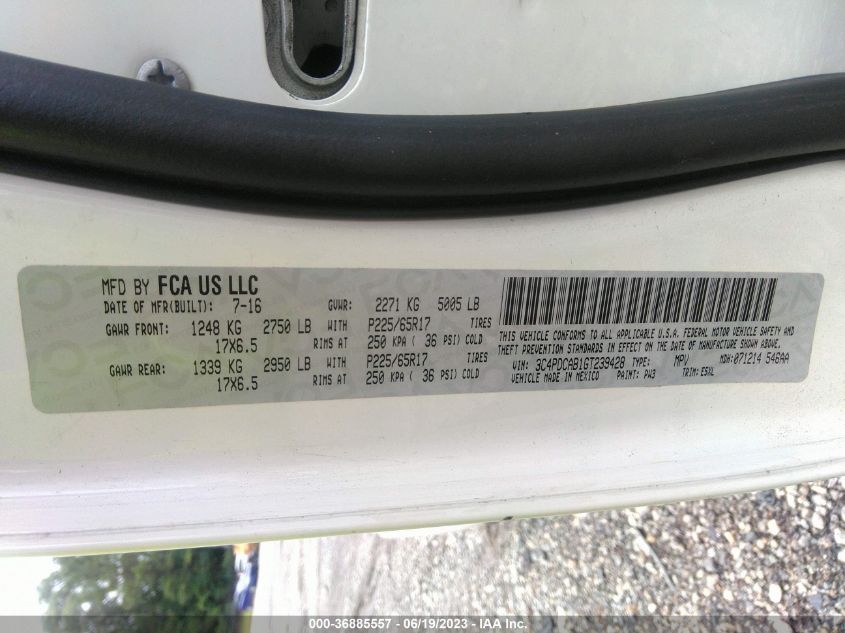 MFD BY FCA US LLC
DATE OF MFR(BUILT): 7-16 GVWR: 2271 KG 5005 LB
GAWR FRONT: 1248 KG 2750 LB WITH P225/65R17 TIRES
17X6.5 RIMS AT 250 KPA ( 36 PSI) COLD
GAWR REAR: 1339 KG 2950 LB WITH P225/65R17 TIRES
17X6.5 RIMS AT 250 KPA ( 36 PSI) COLD
THIS VEHICLE CONFORMS TO ALL APPLICABLE U.S.A. FEDERAL MOTOR VEHICLE SAFETY AND
THEFT PREVENTION STANDARDS IN EFFECT ON THE DATE OF MANUFACTURE SHOWN ABOVE.
VIN: 3C4PDCAB1GT239428 TYPE: MPV MDH:071214 546AA
VEHICLE MADE IN MEXICO PAINT: PW3 TRIM: E5XL
000-36885557 - 06/19/2023 - IAA Inc.